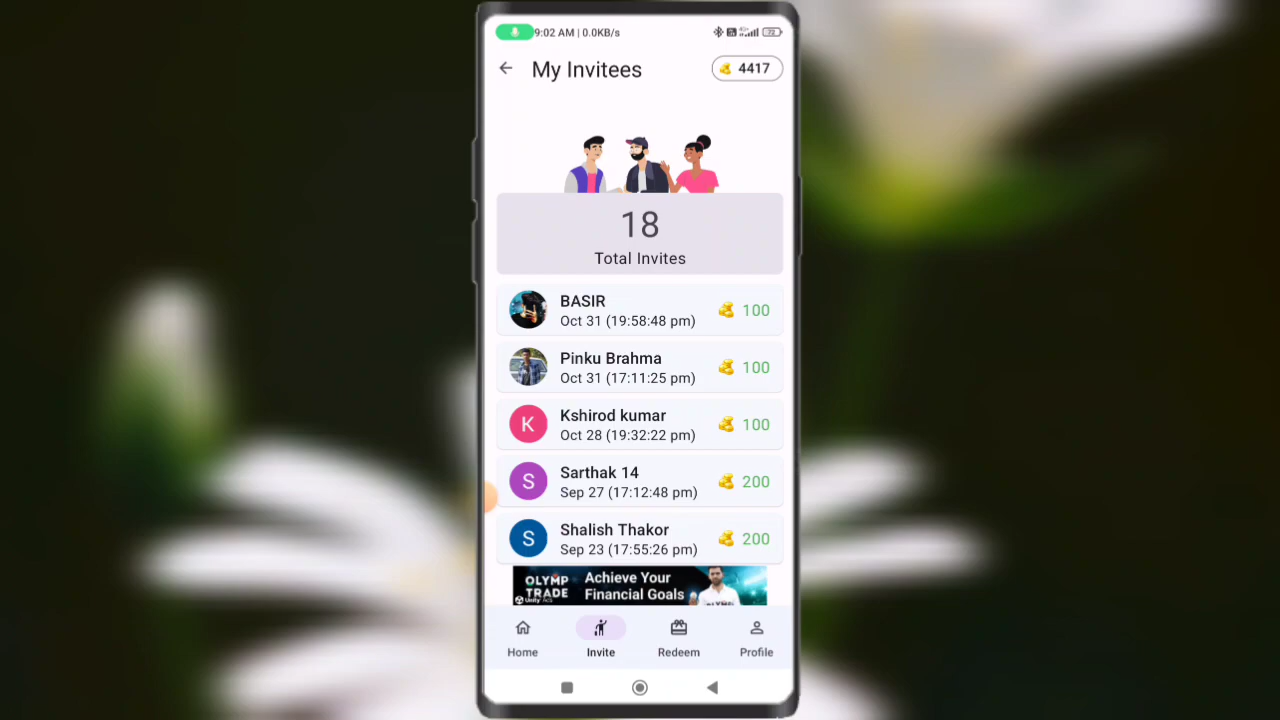 9:02 AM | 0.0KB/s
72
My Invitees
4417
18
Total Invites
BASIR
Oct 31 (19:58:48 pm)
100
Pinku Brahma
Oct 31 (17:11:25 pm)
100
K
Kshirod kumar
Oct 28 (19:32:22 pm)
100
S
Sarthak 14
Sep 27 (17:12:48 pm)
200
S
Shalish Thakor
Sep 23 (17:55:26 pm)
200
OLYMP TRADE
Achieve Your
Financial Goals
Home
Invite
Redeem
Profile